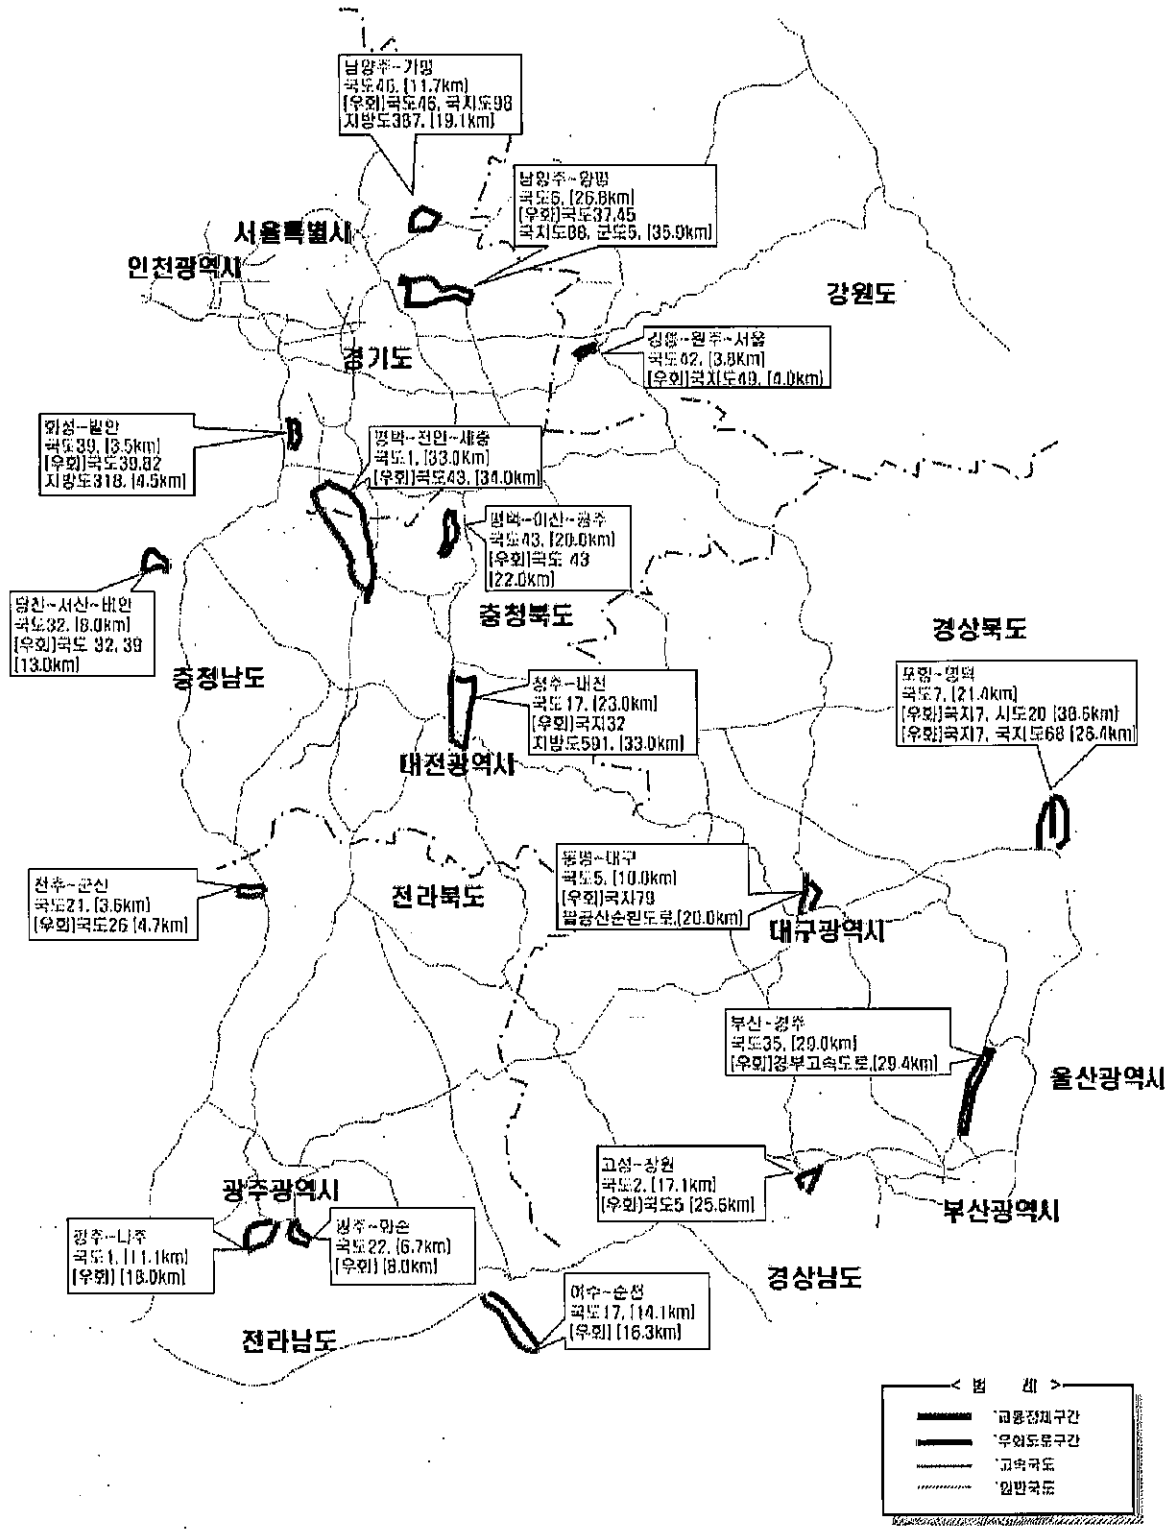 남양주~가평
국도46, [11.7km]
[우회]국도46, 국지도98
지방도387, [19.1km]
남양주~양평
국도6, [26.8km]
[우회]국도37,45
국지도88, 군도5, [35.9km]
서울특별시
인천광역시
강원도
경기도
강릉~원주~서울
국도42, [3.8Km]
[우회]국지도49, [4.0km]
화성~발안
국도39, [3.5km]
[우회]국도39,82
지방도318, [4.5km]
평택~천안~세종
국도1, [33.0km]
[우회]국도43, [34.0km]
국도43, [20.0km]
[우회]국도 43
[22.0km]
당진~서산~태안
국도32, [8.0km]
[우회]국도 32, 39
[13.0km]
충청북도
경상북도
충청남도
포항~영덕
국도7, [21.4km]
[우회]국지7, 시도20 [38.6km]
[우회]국지7, 국지도68 [26.4km]
청주~대전
국도17, [23.0km]
[우회]국지32
지방도591, [33.0km]
대전광역시
전주~군산
국도21, [3.6km]
[우회]국도26 [4.7km]
전라북도
동명~대구
국도5, [10.0km]
[우회]국지79
팔공산순환도로,[20.0km]
대구광역시
부산~경주
국도35, [29.0km]
[우회]경부고속도로,[29.4km]
울산광역시
고성~창원
국도2, [17.1km]
[우회]국도5 [25.6km]
부산광역시
광주광역시
광주~나주
국도1, [11.1km]
[우회] [18.0km]
광주~화순
국도22, [6.7km]
[우회] [8.0km]
경상남도
여수~순천
국도17, [14.1km]
[우회] [16.3km]
전라남도
< 범 례 >
교통정체구간
우회도로구간
고속국도
일반국도